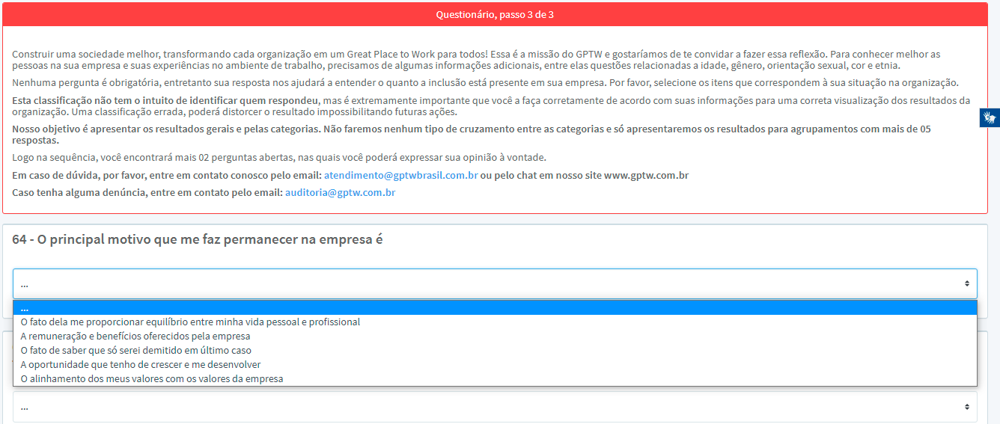 Questionário, passo 3 de 3
Construir uma sociedade melhor, transformando cada organização em um Great Place to Work para todos! Essa é a missão do GPTW e gostaríamos de te convidar a fazer essa reflexão. Para conhecer melhor as
pessoas na sua empresa e suas experiências no ambiente de trabalho, precisamos de algumas informações adicionais, entre elas questões relacionadas a idade, gênero, orientação sexual, cor e etnia.
Nenhuma pergunta é obrigatória, entretanto sua resposta nos ajudará a entender o quanto a inclusão está presente em sua empresa. Por favor, selecione os itens que correspondem à sua situação na organização.
Esta classificação não tem o intuito de identificar quem respondeu, mas é extremamente importante que você a faça corretamente de acordo com suas informações para uma correta visualização dos resultados da
organização. Uma classificação errada, poderá distorcer o resultado impossibilitando futuras ações.
Nosso objetivo é apresentar os resultados gerais e pelas categorias. Não faremos nenhum tipo de cruzamento entre as categorias e só apresentaremos os resultados para agrupamentos com mais de 05
respostas.
Logo na sequência, você encontrará mais 02 perguntas abertas, nas quais você poderá expressar sua opinião à vontade.
Em caso de dúvida, por favor, entre em contato conosco pelo email: atendimento@gptwbrasil.com.br ou pelo chat em nosso site www.gptw.com.br
Caso tenha alguma denúncia, entre em contato pelo email: auditoria@gptw.com.br
64 - O principal motivo que me faz permanecer na empresa é
...
...
O fato dela me proporcionar equilíbrio entre minha vida pessoal e profissional
A remuneração e benefícios oferecidos pela empresa
O fato de saber que só serei demitido em último caso
A oportunidade que tenho de crescer e me desenvolver
O alinhamento dos meus valores com os valores da empresa
...